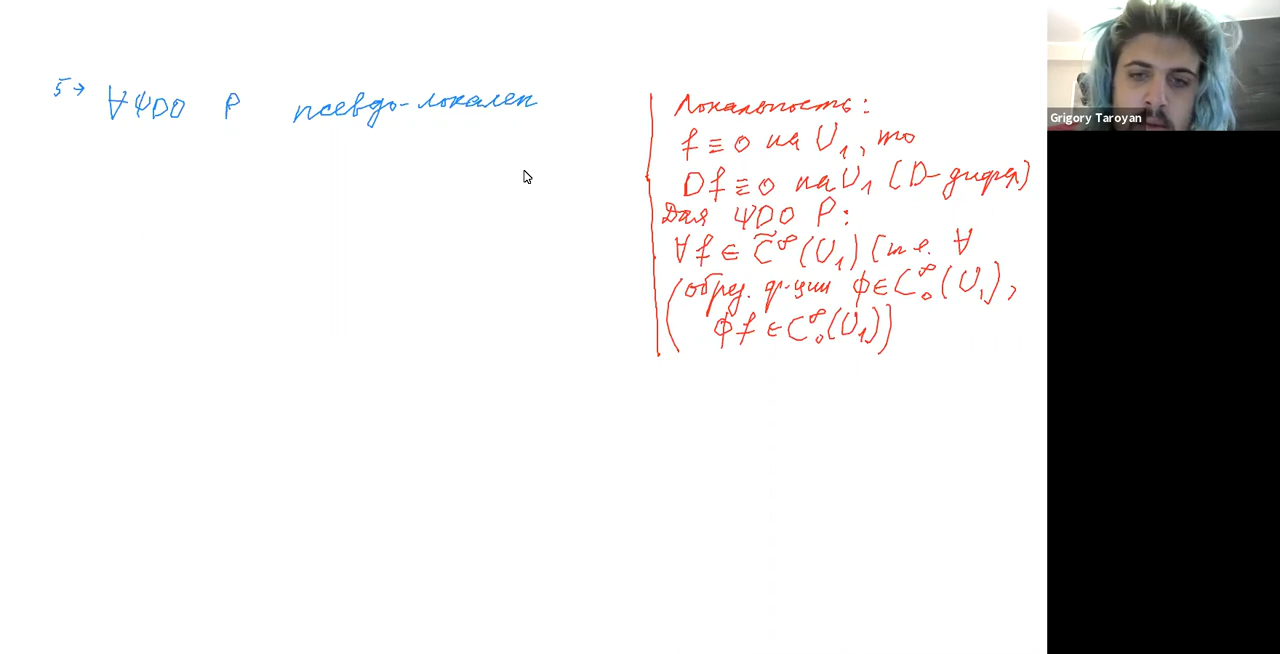 5→
∀ ΨDO P псевдо-локален
Локальность:
f ≡ 0 на U₁, то
Df ≡ 0 на U₁ (D-дифер)
Для ΨDO P:
∀ f ∈ C̃^∞(U₁) (т.е. ∀
обрез. ф-ции ϕ ∈ C₀^∞(U₁),
ϕf ∈ C₀^∞(U₁))
Grigory Taroyan